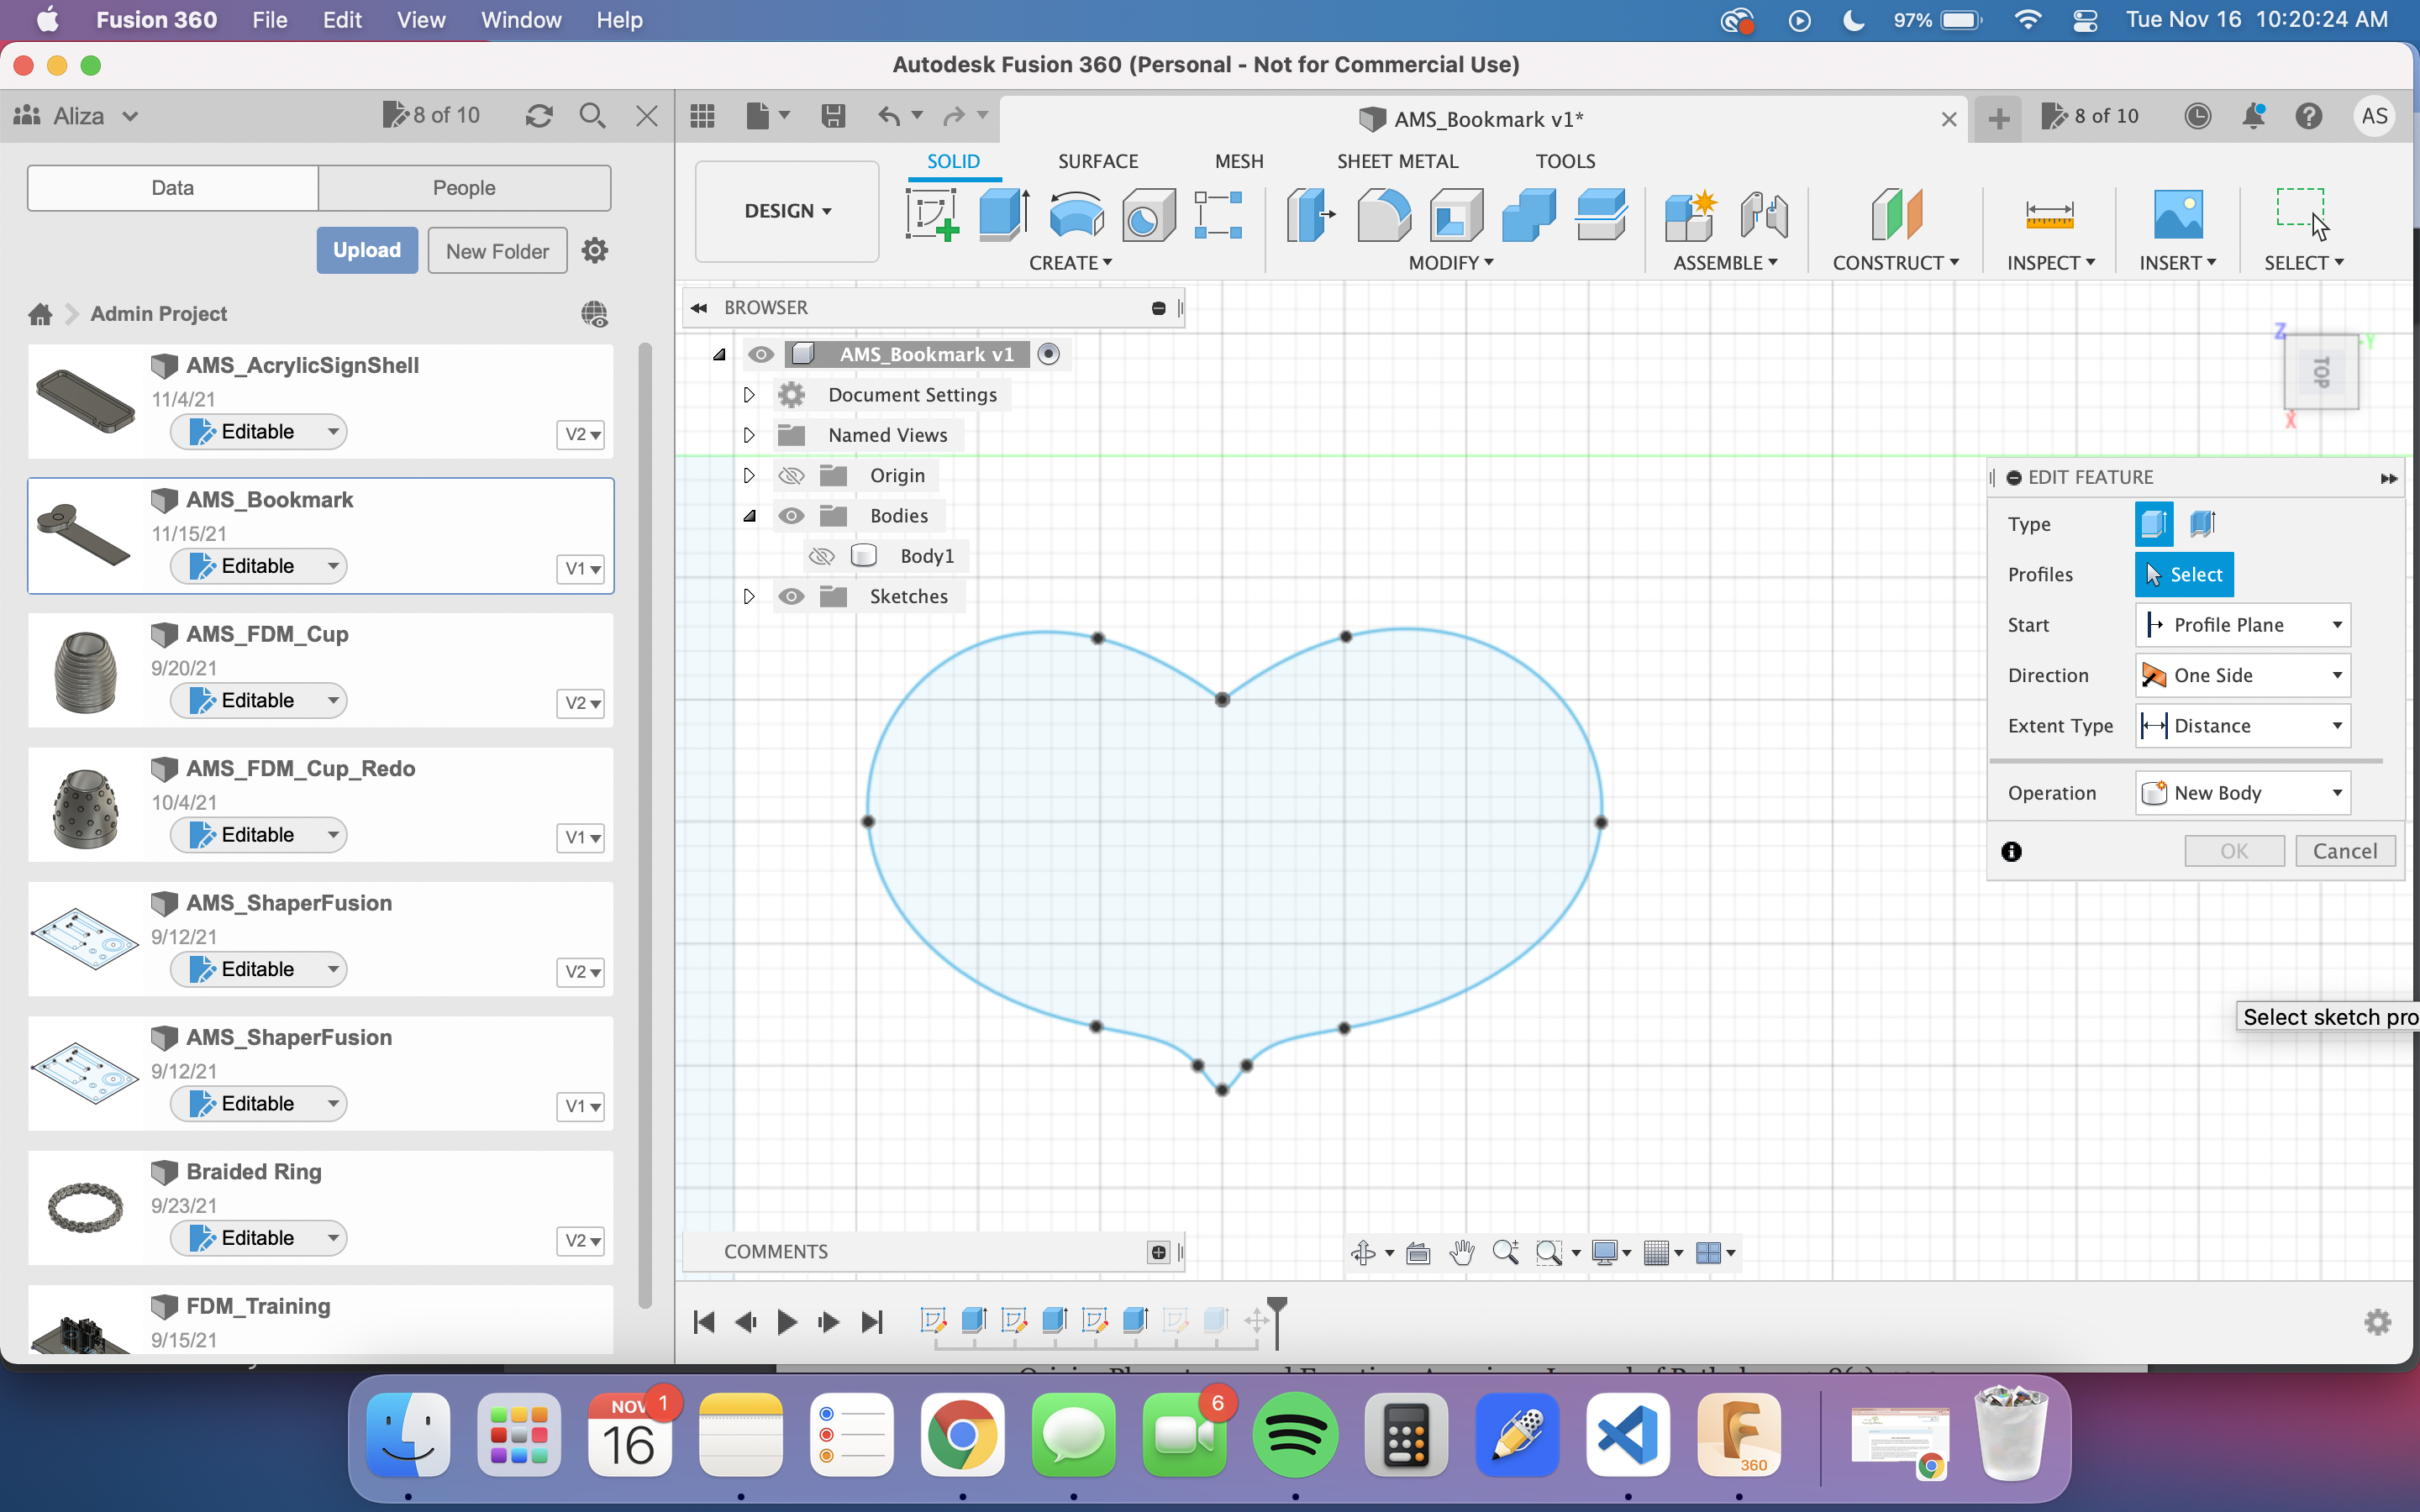 Fusion 360 File Edit View Window Help 97% Tue Nov 16 10:20:24 AM
Autodesk Fusion 360 (Personal - Not for Commercial Use)
Aliza 8 of 10
AMS_Bookmark v1*
8 of 10 AS
Data People
Upload New Folder
Admin Project
AMS_AcrylicSignShell
11/4/21
Editable V2
AMS_Bookmark
11/15/21
Editable V1
AMS_FDM_Cup
9/20/21
Editable V2
AMS_FDM_Cup_Redo
10/4/21
Editable V1
AMS_ShaperFusion
9/12/21
Editable V2
AMS_ShaperFusion
9/12/21
Editable V1
Braided Ring
9/23/21
Editable V2
FDM_Training
9/15/21
DESIGN
SOLID SURFACE MESH SHEET METAL TOOLS
CREATE MODIFY ASSEMBLE CONSTRUCT INSPECT INSERT SELECT
BROWSER
AMS_Bookmark v1
Document Settings
Named Views
Origin
Bodies
Body1
Sketches
Z
Y
TOP
X
EDIT FEATURE
Type
Profiles Select
Start Profile Plane
Direction One Side
Extent Type Distance
Operation New Body
OK Cancel
Select sketch pro
COMMENTS
NOV 1
16
6
360